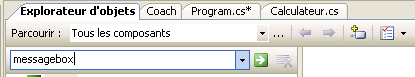 Explorateur d'objets Coach Program.cs* Calculateur.cs
Parcourir : Tous les composants ...
messagebox